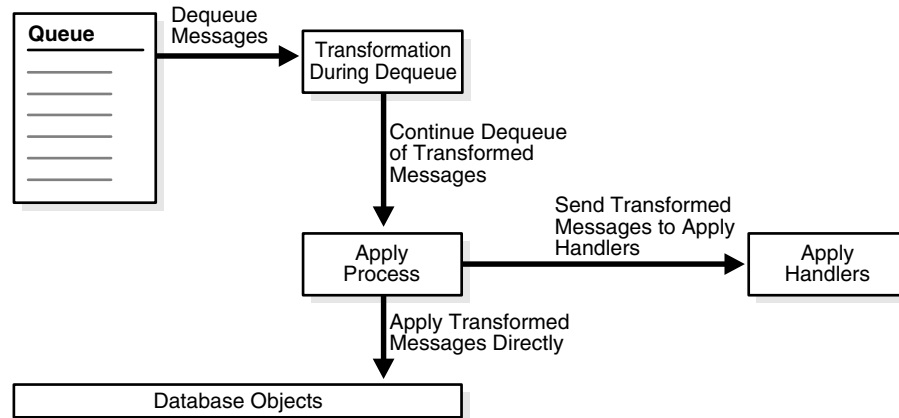 Queue
Dequeue
Messages
Transformation
During Dequeue
Continue Dequeue
of Transformed
Messages
Send Transformed
Messages to Apply
Handlers
Apply
Process
Apply
Handlers
Apply Transformed
Messages Directly
Database Objects